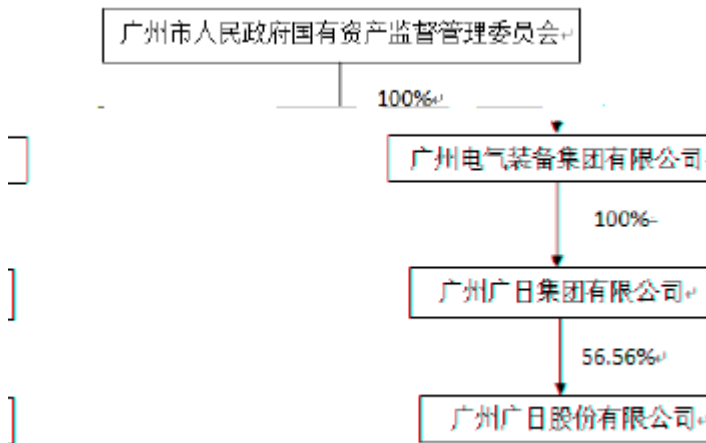 广州市人民政府国有资产监督管理委员会
100%
广州电气装备集团有限公司
100%
广州广日集团有限公司
56.56%
广州广日股份有限公司